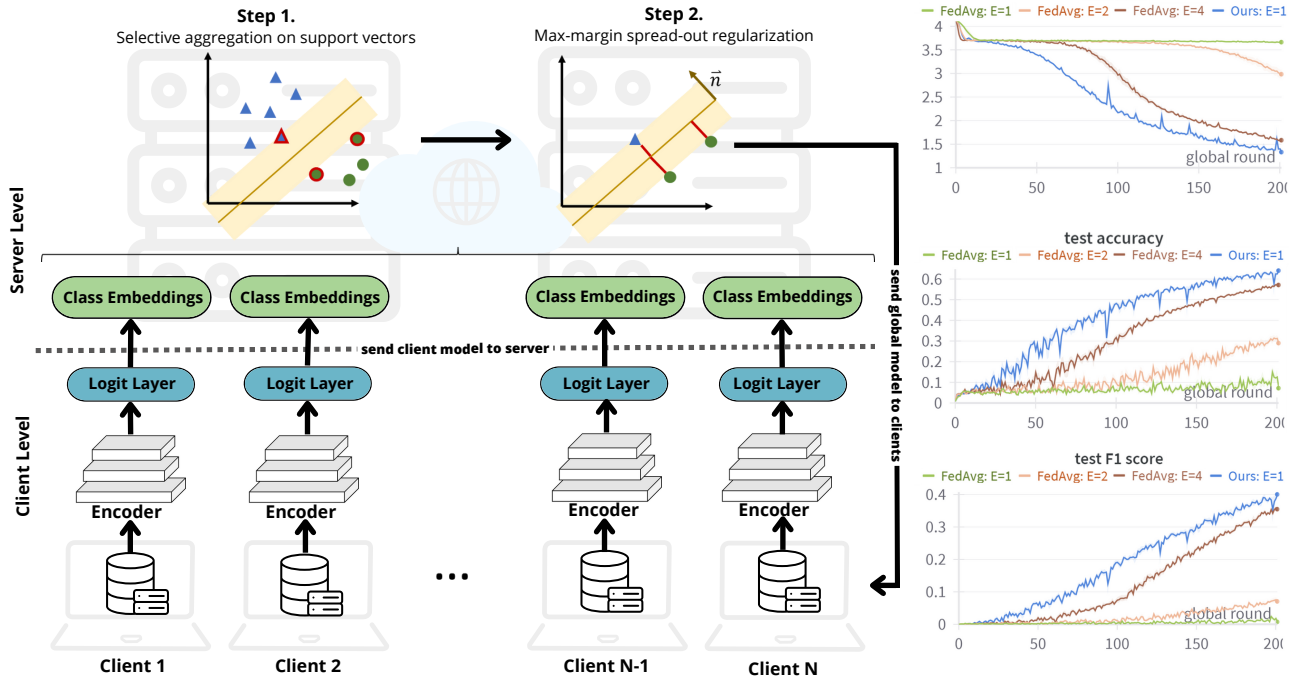 Step 1.
Selective aggregation on support vectors
Step 2.
Max-margin spread-out regularization
n
Server Level
Class Embeddings
Class Embeddings
Class Embeddings
Class Embeddings
send client model to server
send global model to clients
Client Level
Logit Layer
Logit Layer
Logit Layer
Logit Layer
Encoder
Encoder
Encoder
Encoder
...
Client 1
Client 2
Client N-1
Client N
FedAvg: E=1 FedAvg: E=2 FedAvg: E=4 Ours: E=1
4
3.5
3
2.5
2
1.5
1
global round
0 50 100 150 200
test accuracy
FedAvg: E=1 FedAvg: E=2 FedAvg: E=4 Ours: E=1
0.6
0.5
0.4
0.3
0.2
0.1
0
global round
0 50 100 150 200
test F1 score
FedAvg: E=1 FedAvg: E=2 FedAvg: E=4 Ours: E=1
0.4
0.3
0.2
0.1
0
global round
0 50 100 150 200